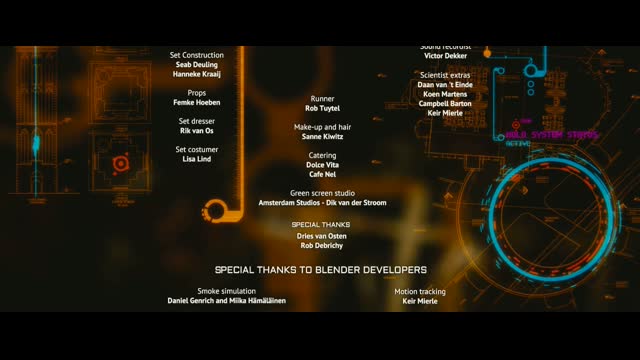 Set Construction
Seab Deuling
Hanneke Kraaij
Props
Femke Hoeben
Set dresser
Rik van Os
Set costumer
Lisa Lind
Runner
Rob Tuytel
Make-up and hair
Sanne Kiwitz
Catering
Dolce Vita
Cafe Nel
Green screen studio
Amsterdam Studios - Dik van der Stroom
SPECIAL THANKS
Dries van Osten
Rob Debrichy
Sound recordist
Victor Dekker
Scientist extras
Daan van 't Einde
Koen Martens
Campbell Barton
Keir Mierle
HOLO SYSTEM STATUS
ACTIVE
SPECIAL THANKS TO BLENDER DEVELOPERS
Smoke simulation
Daniel Genrich and Miika Hämäläinen
Motion tracking
Keir Mierle